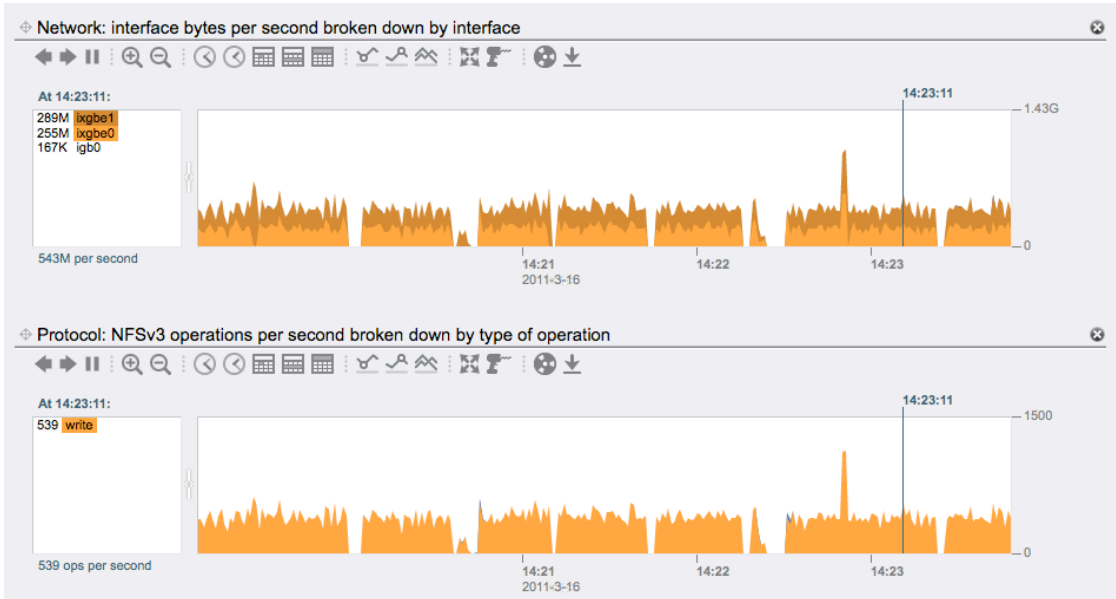 Network: interface bytes per second broken down by interface
At 14:23:11:
14:23:11
289M ixgbe1
1.43G
255M ixgbe0
167K igb0
0
543M per second
14:21
14:22
14:23
2011-3-16
Protocol: NFSv3 operations per second broken down by type of operation
At 14:23:11:
14:23:11
539 write
1500
0
539 ops per second
14:21
14:22
14:23
2011-3-16